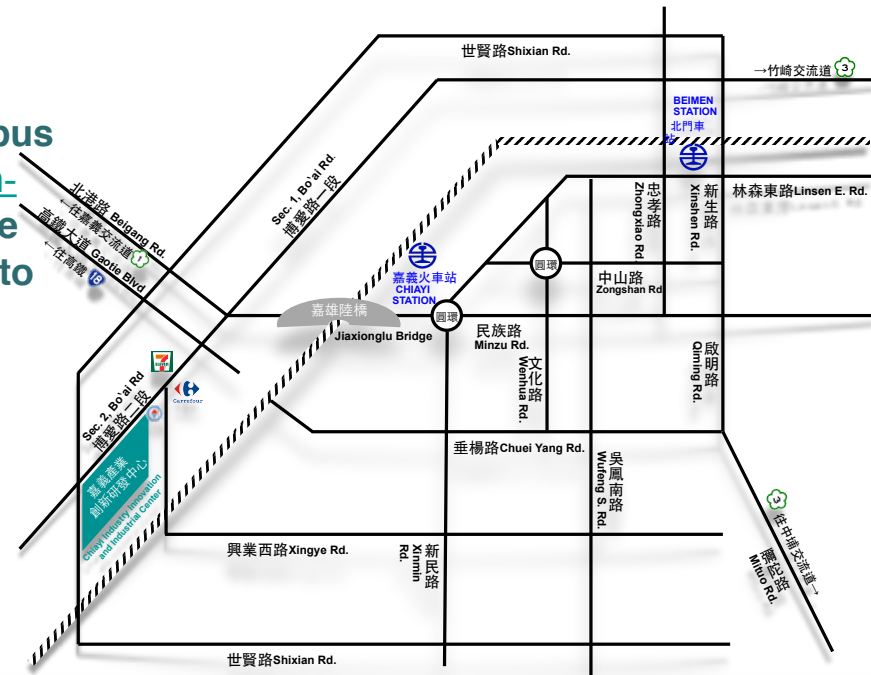 世賢路Shixian Rd.
→竹崎交流道 3
BEIMEN
STATION
北門車
站
bus
n-
e
to
北港路 Beigang Rd.
←往嘉義交流道 1
高鐵大道 Gaotie Blvd
←往高鐵 18
Sec. 1, Bo`ai Rd.
博愛路一段
忠孝路
Zhongxiao Rd.
新生路
Xinshen Rd.
林森東路Linsen E. Rd.
嘉義火車站
CHIAYI
STATION
圓環
中山路
Zongshan Rd.
嘉雄陸橋
Jiaxionglu Bridge
圓環
民族路
Minzu Rd.
文化路
Wenhua Rd.
啟明路
Qiming Rd.
7
ELEVEN
Carrefour
Sec. 2, Bo`ai Rd
博愛路二段
嘉義產業
創新研發中心
Chiayi Industry Innovation
and Industrial Center
垂楊路Chuei Yang Rd.
吳鳳南路
Wufeng S. Rd.
3 往中埔交流道→
彌陀路
Mituo Rd.
興業西路Xingye Rd.
新民路
Xinmin
Rd.
世賢路Shixian Rd.